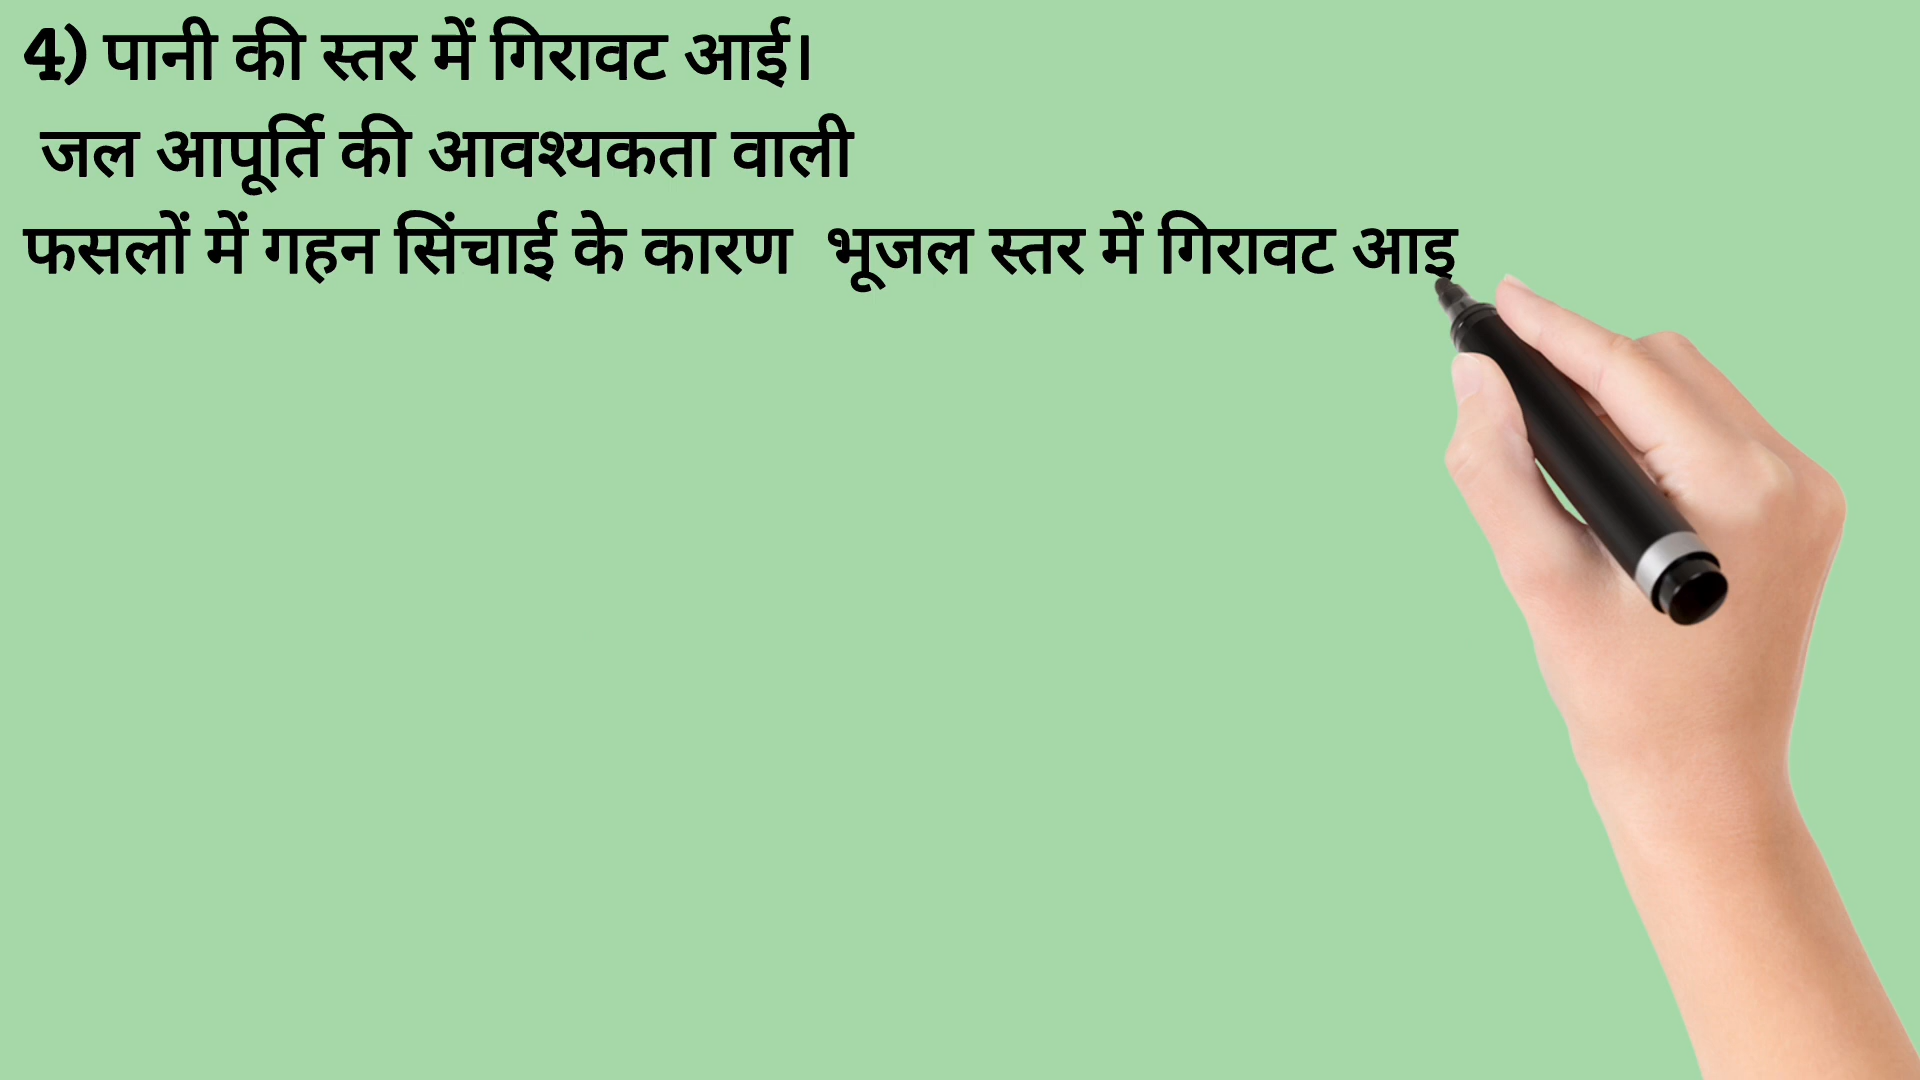 4) पानी की स्तर में गिरावट आई।
जल आपूर्ति की आवश्यकता वाली
फसलों में गहन सिंचाई के कारण भूजल स्तर में गिरावट आइ